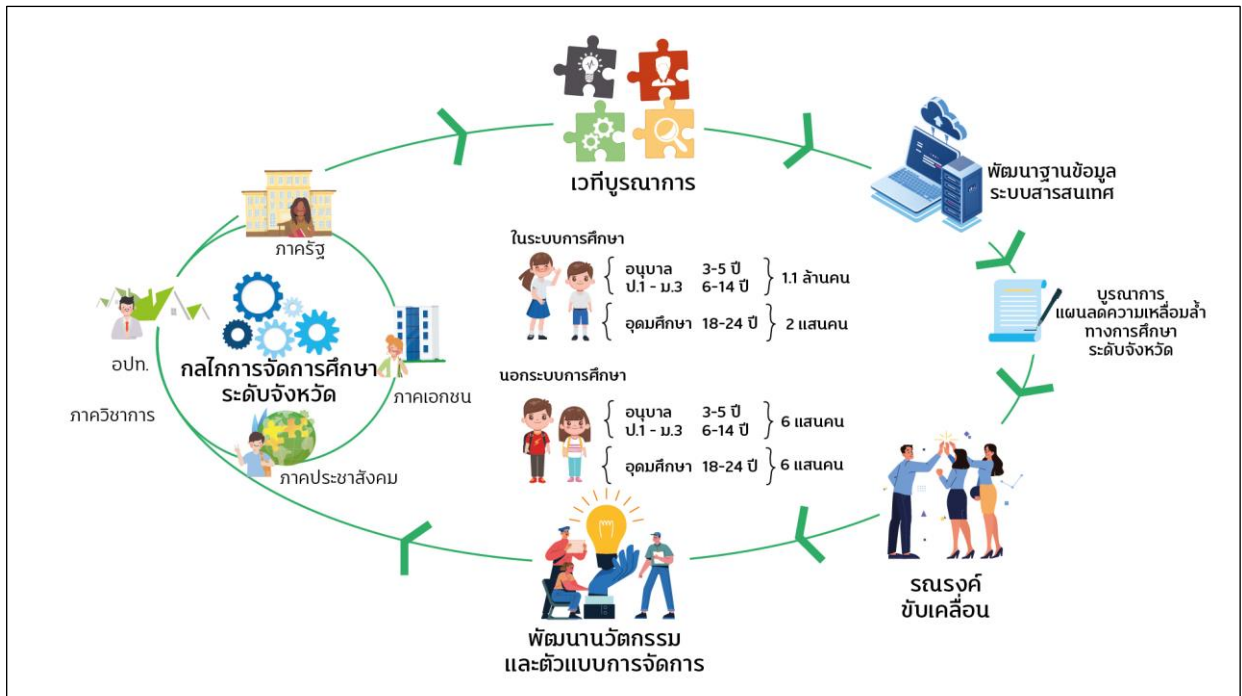 เวทีบูรณาการ
พัฒนาฐานข้อมูล
ระบบสารสนเทศ
บูรณาการ
แผนลดความเหลื่อมล้ำ
ทางการศึกษา
ระดับจังหวัด
รณรงค์
ขับเคลื่อน
พัฒนานวัตกรรม
และตัวแบบการจัดการ
ภาครัฐ
อปท.
กลไกการจัดการศึกษา
ระดับจังหวัด
ภาคเอกชน
ภาควิชาการ
ภาคประชาสังคม
ในระบบการศึกษา
อนุบาล 3-5 ปี
ป.1 - ม.3 6-14 ปี
1.1 ล้านคน
อุดมศึกษา 18-24 ปี 2 แสนคน
นอกระบบการศึกษา
อนุบาล 3-5 ปี
ป.1 - ม.3 6-14 ปี
6 แสนคน
อุดมศึกษา 18-24 ปี 6 แสนคน